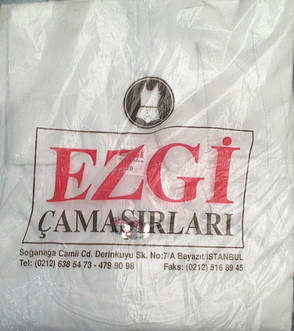 EZGİ
ÇAMAŞIRLARI
Soğanağa Camii Cd. Derinkuyu Sk. No:7/A Beyazıt/İSTANBUL
Tel: (0212) 638 54 73 - 479 90 98 Faks: (0212) 516 89 45